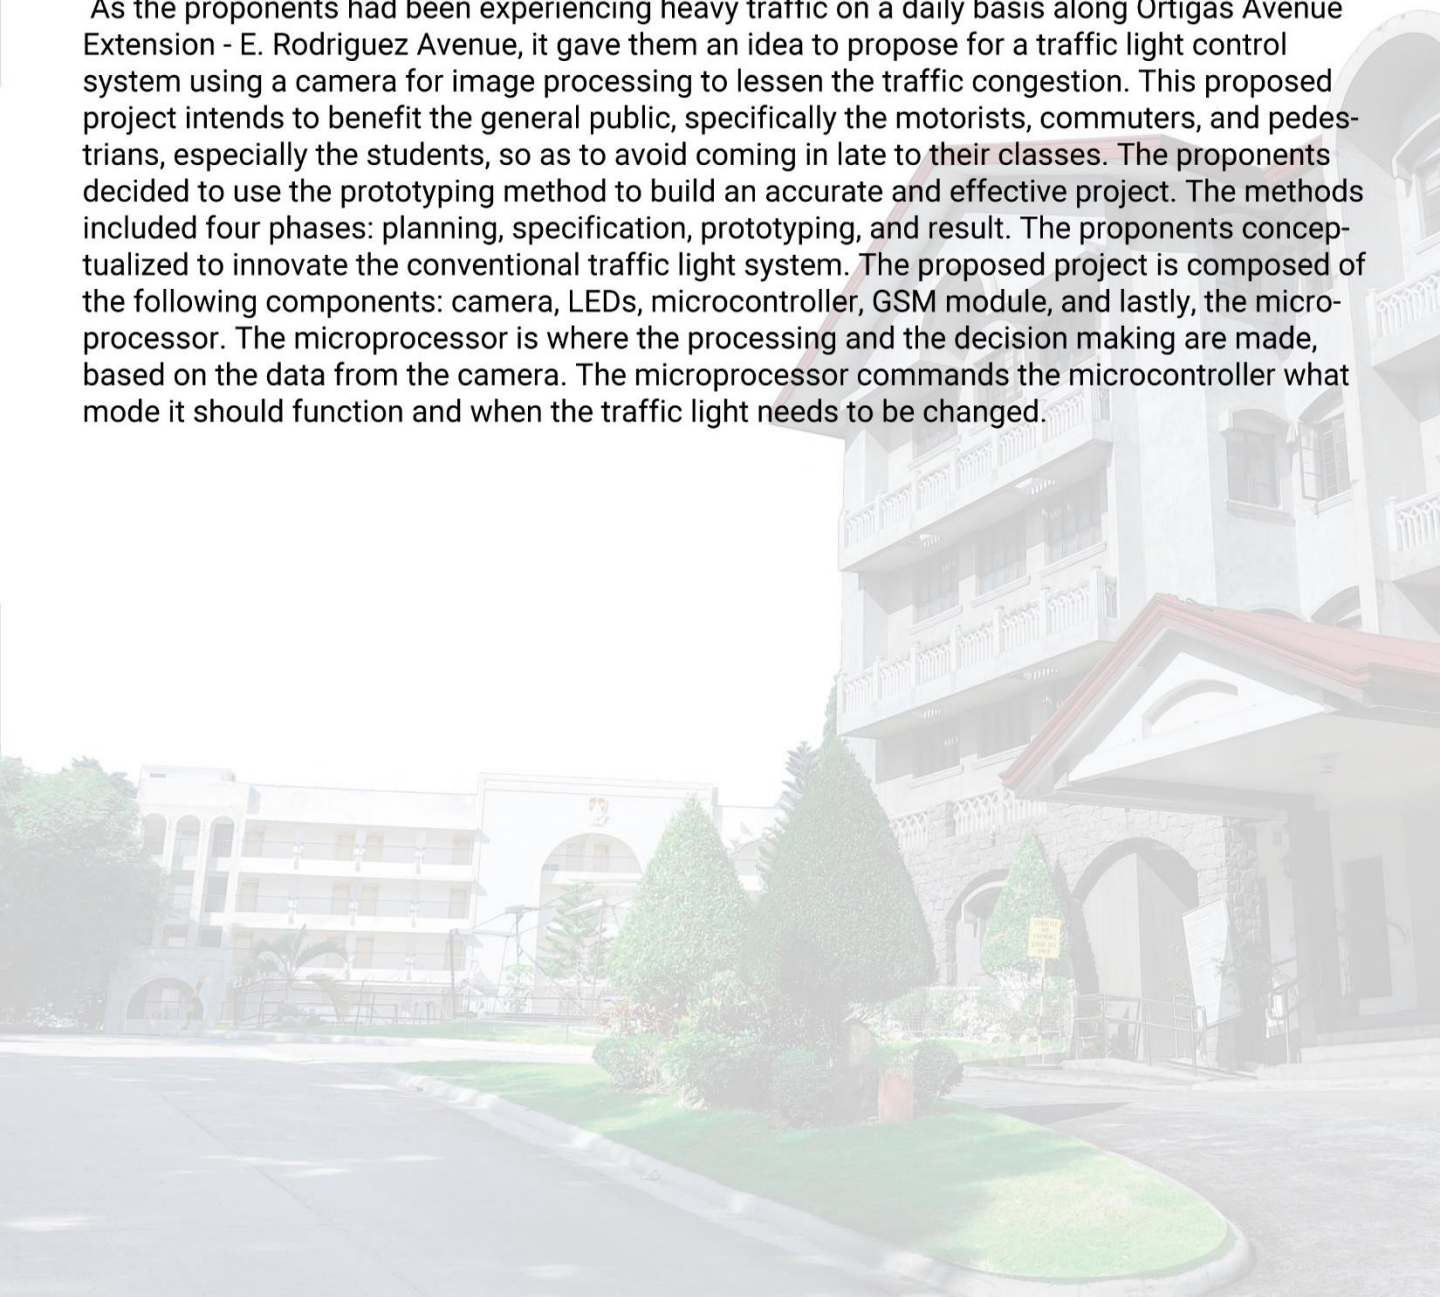 As the proponents had been experiencing heavy traffic on a daily basis along Ortigas Avenue
Extension - E. Rodriguez Avenue, it gave them an idea to propose for a traffic light control
system using a camera for image processing to lessen the traffic congestion. This proposed
project intends to benefit the general public, specifically the motorists, commuters, and pedes-
trians, especially the students, so as to avoid coming in late to their classes. The proponents
decided to use the prototyping method to build an accurate and effective project. The methods
included four phases: planning, specification, prototyping, and result. The proponents concep-
tualized to innovate the conventional traffic light system. The proposed project is composed of
the following components: camera, LEDs, microcontroller, GSM module, and lastly, the micro-
processor. The microprocessor is where the processing and the decision making are made,
based on the data from the camera. The microprocessor commands the microcontroller what
mode it should function and when the traffic light needs to be changed.